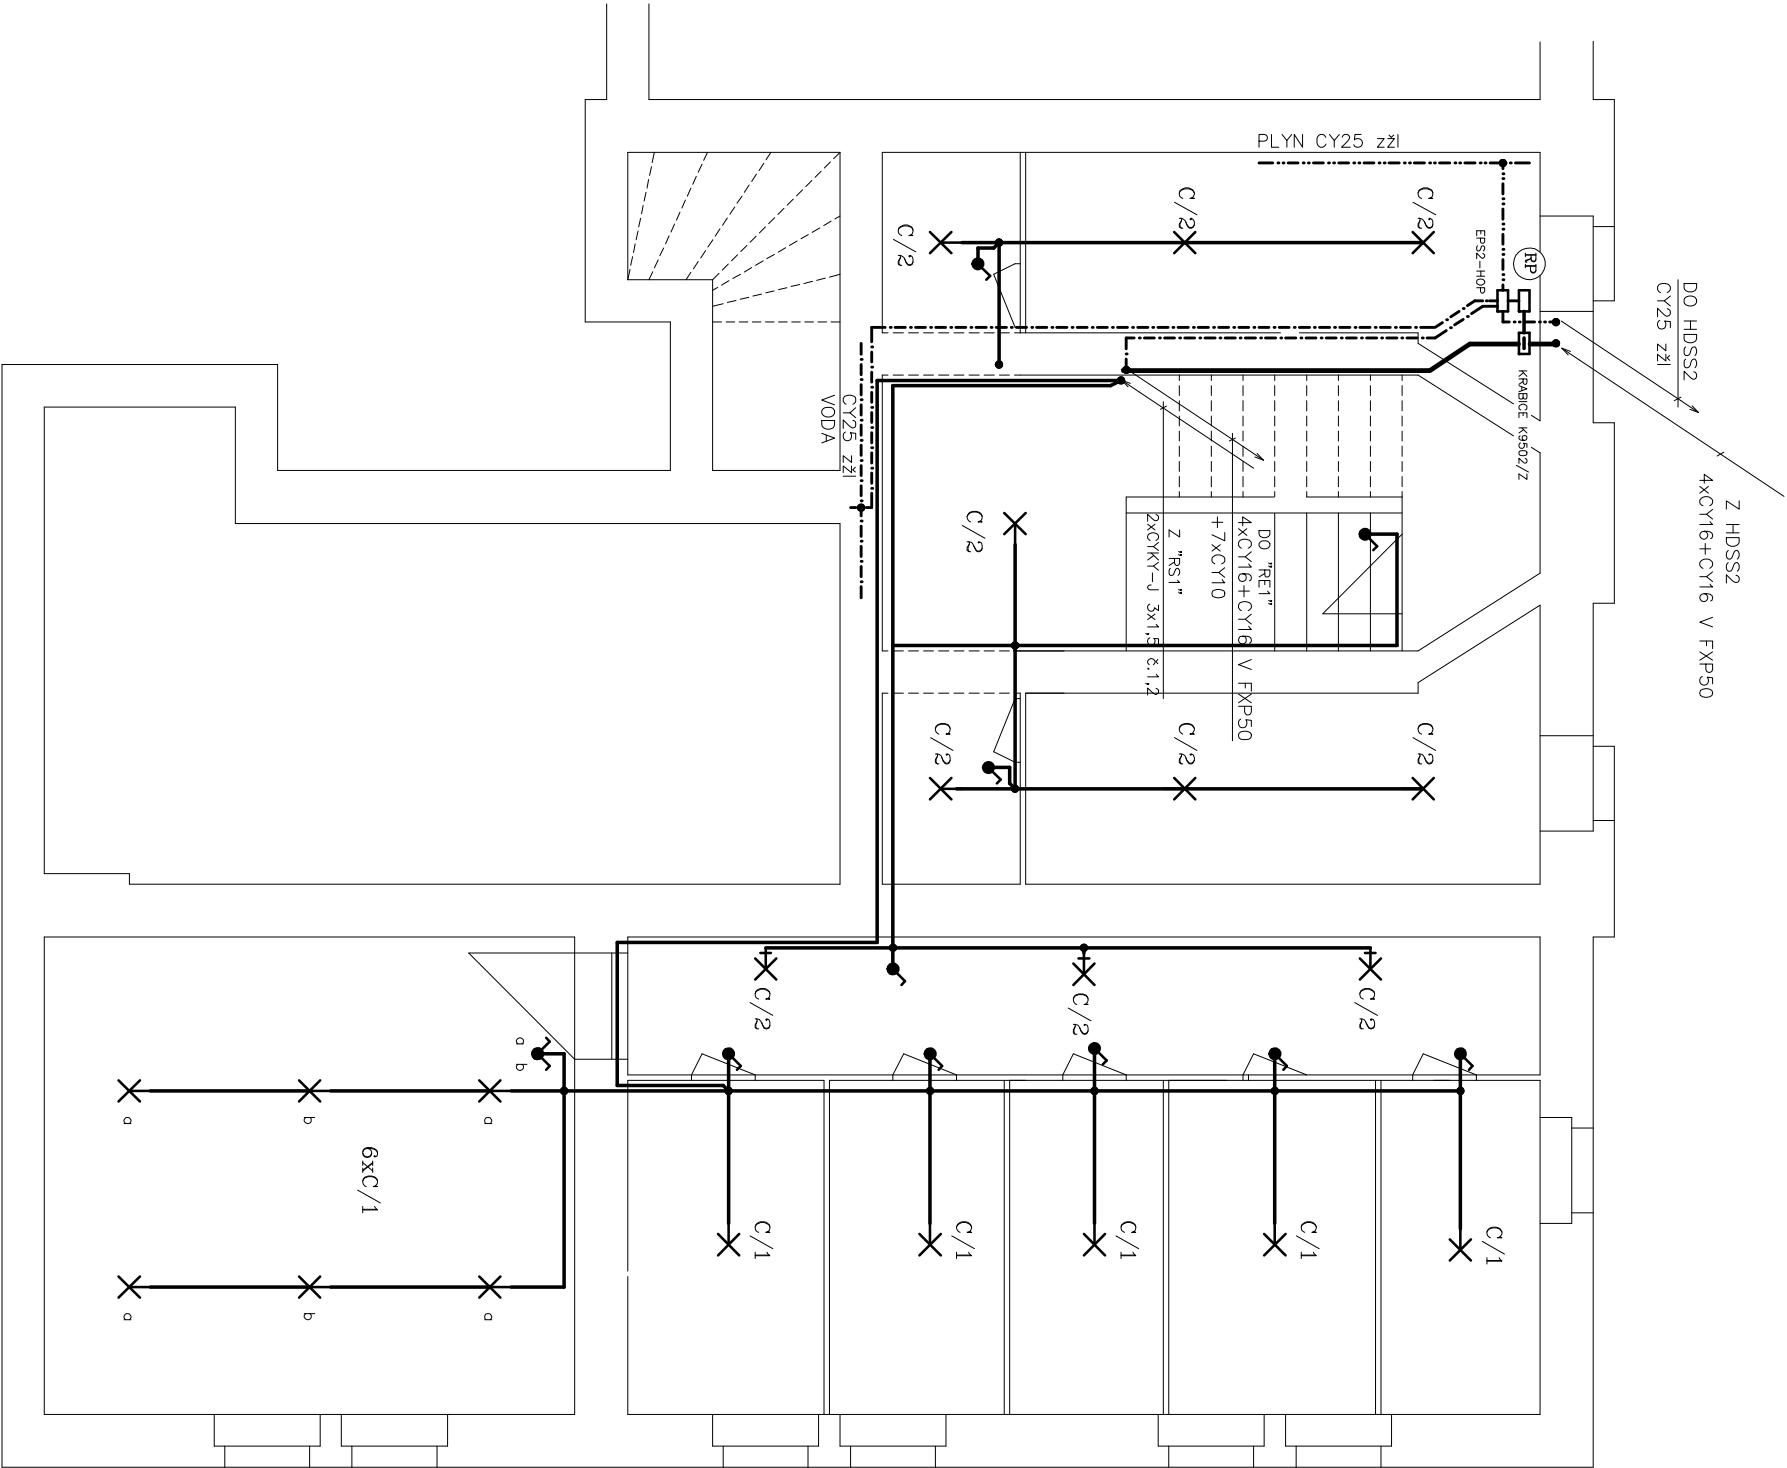 PLYN CY25 zžl
C/2
C/2
C/2
EPS2-HOP
RP
DO HDSS2
CY25 zžl
KRABICE K9502/Z
Z HDSS2
4xCY16+CY16 V FXP50
CY25 zžl
VODA
C/2
DO "RE1"
4xCY16+CY16 V FXP50
+7xCY10
Z "RS1"
2xCYKY-J 3x1,5 č.1,2
C/2
C/2
C/2
C/2
C/2
C/2
a
b
a
b
a
6xC/1
C/1
C/1
C/1
C/1
C/1
a
b
a